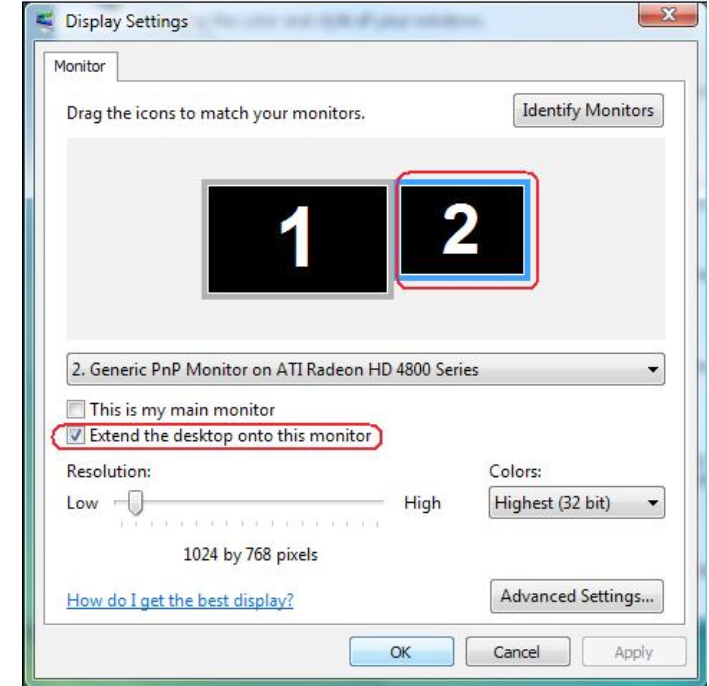 Display Settings
Monitor
Drag the icons to match your monitors.
Identify Monitors
1
2
2. Generic PnP Monitor on ATI Radeon HD 4800 Series
This is my main monitor
Extend the desktop onto this monitor
Resolution:
Colors:
Low
High
Highest (32 bit)
1024 by 768 pixels
How do I get the best display?
Advanced Settings...
OK
Cancel
Apply